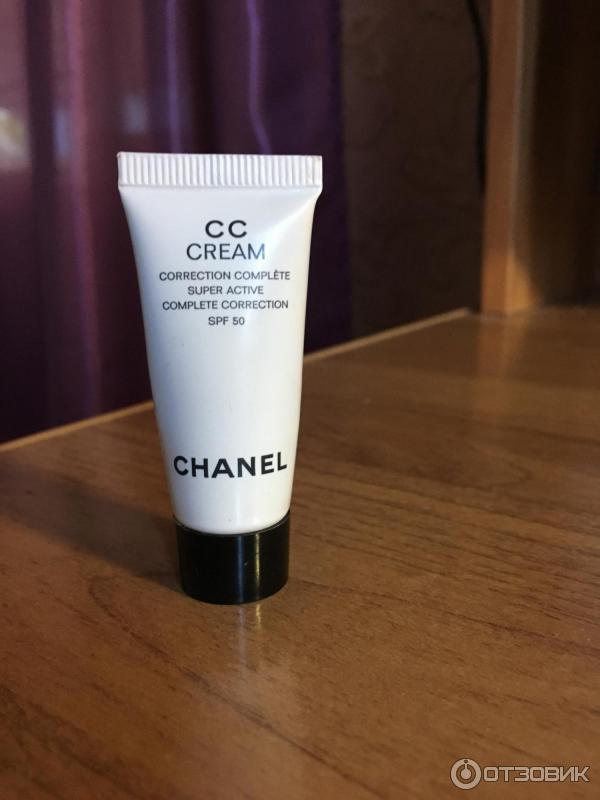 CC
CREAM
CORRECTION COMPLÈTE
SUPER ACTIVE
COMPLETE CORRECTION
SPF 50
CHANEL
ОТЗОВИК